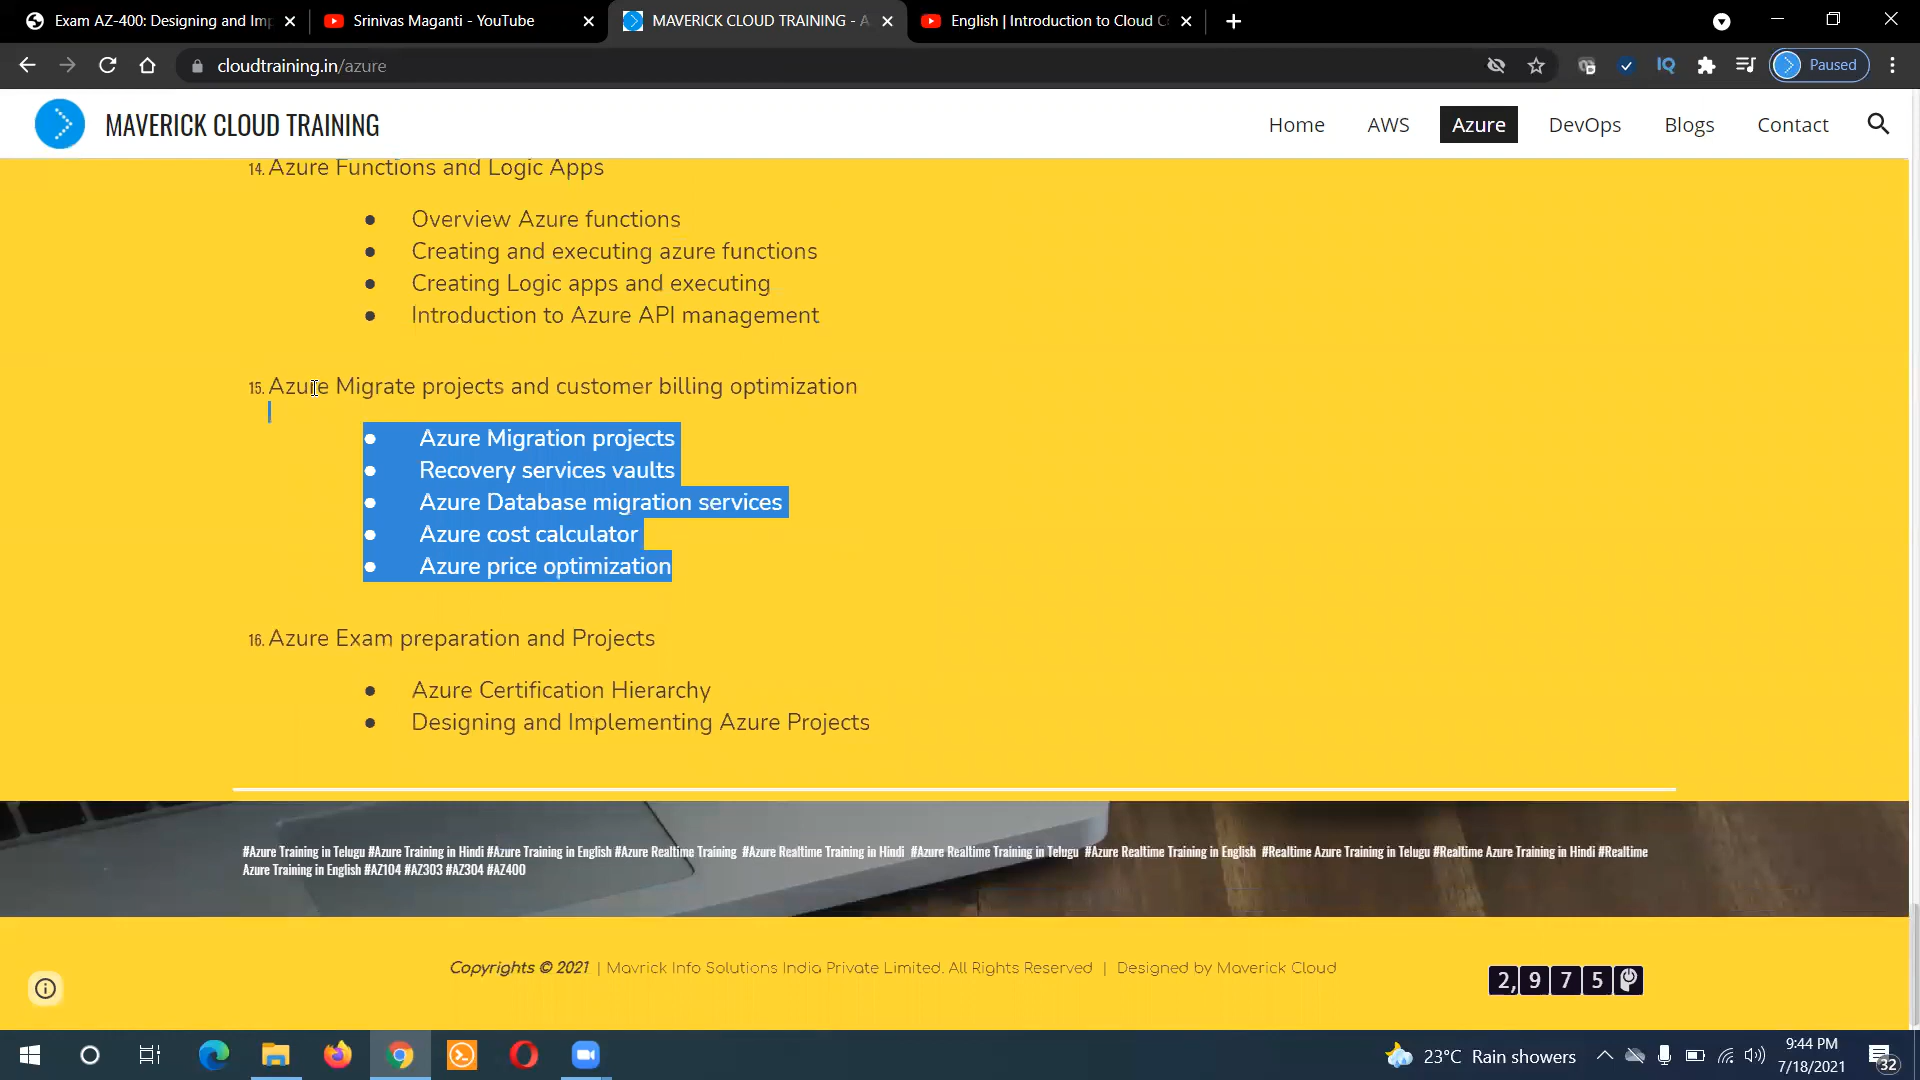 Exam AZ-400: Designing and Imp
Srinivas Maganti - YouTube
MAVERICK CLOUD TRAINING - A
English | Introduction to Cloud C
cloudtraining.in/azure
Paused
MAVERICK CLOUD TRAINING
Home
AWS
Azure
DevOps
Blogs
Contact
14. Azure Functions and Logic Apps
● Overview Azure functions
● Creating and executing azure functions
● Creating Logic apps and executing
● Introduction to Azure API management
15. Azure Migrate projects and customer billing optimization
● Azure Migration projects
● Recovery services vaults
● Azure Database migration services
● Azure cost calculator
● Azure price optimization
16. Azure Exam preparation and Projects
● Azure Certification Hierarchy
● Designing and Implementing Azure Projects
#Azure Training in Telugu #Azure Training in Hindi #Azure Training in English #Azure Realtime Training #Azure Realtime Training in Hindi #Azure Realtime Training in Telugu #Azure Realtime Training in English #Realtime Azure Training in Telugu #Realtime Azure Training in Hindi #Realtime
Azure Training in English #AZ104 #AZ303 #AZ304 #AZ400
Copyrights © 2021 | Mavrick Info Solutions India Private Limited. All Rights Reserved | Designed by Maverick Cloud
2,975
23°C Rain showers
9:44 PM
7/18/2021
32